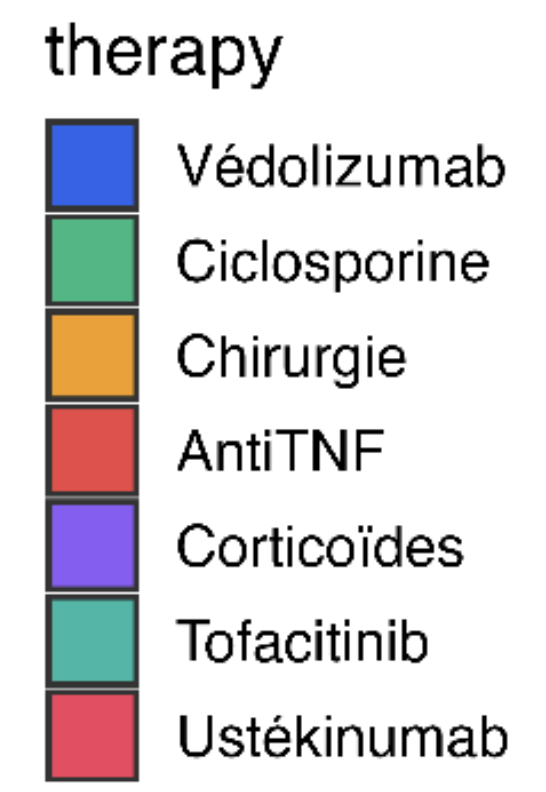 therapy
Védolizumab
Ciclosporine
Chirurgie
AntiTNF
Corticoïdes
Tofacitinib
Ustékinumab